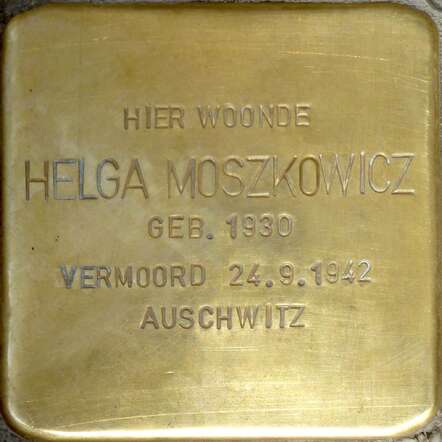 HIER WOONDE
HELGA MOSZKOWICZ
GEB. 1930
VERMOORD 24.9.1942
AUSCHWITZ